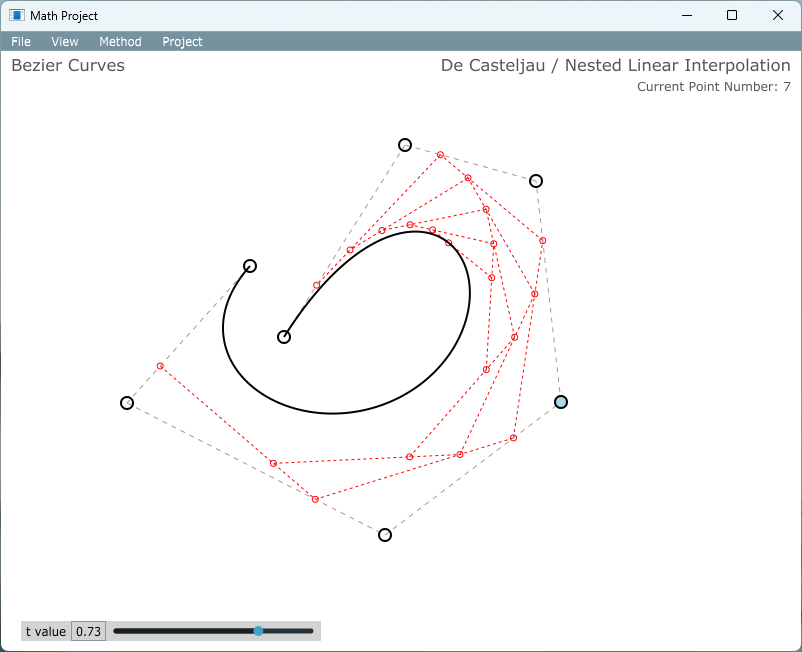 Math Project
File View Method Project
Bezier Curves
De Casteljau / Nested Linear Interpolation
Current Point Number: 7
t value 0.73